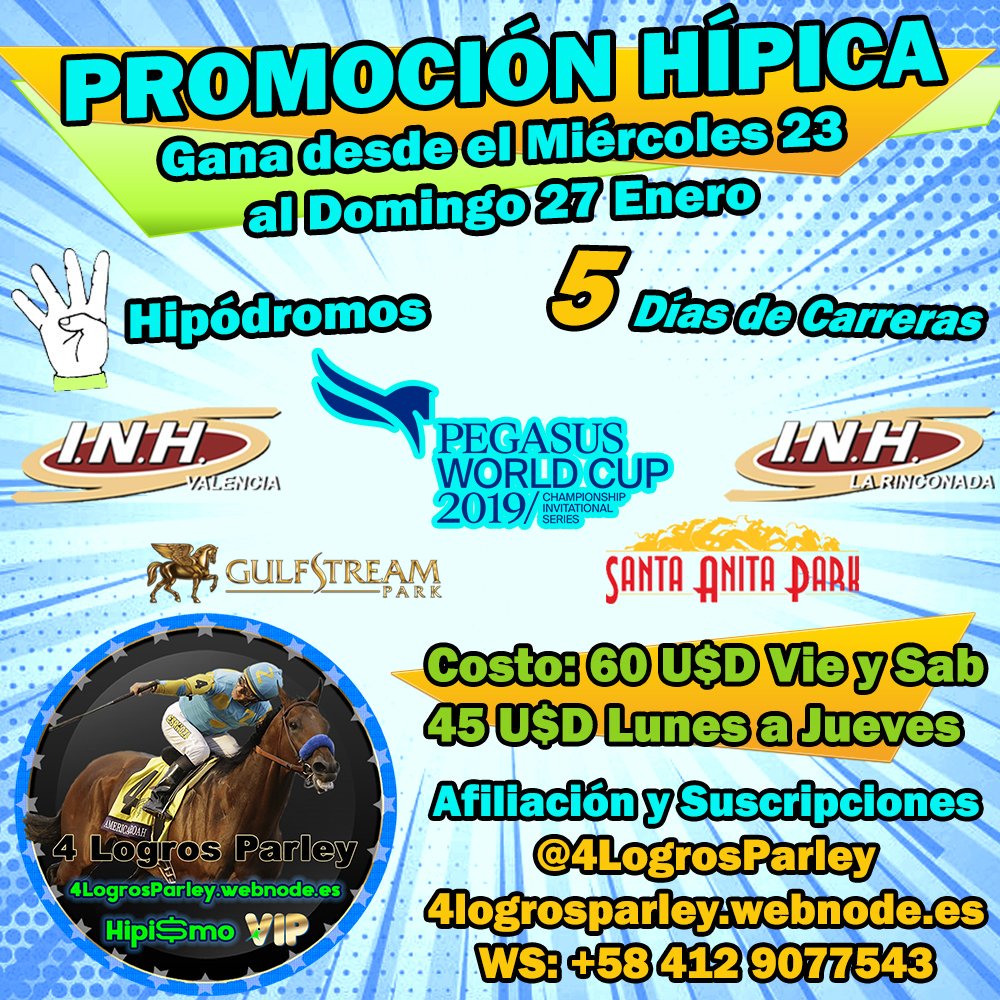 PROMOCIÓN HÍPICA
Gana desde el Miércoles 23
al Domingo 27 Enero
Hipódromos
5 Días de Carreras
I.N.H.
VALENCIA
PEGASUS
WORLD CUP
2019/ CHAMPIONSHIP
INVITATIONAL
SERIES
I.N.H.
LA RINCONADA
GULFSTREAM
PARK
SANTA ANITA PARK
Costo: 60 U$D Vie y Sab
45 U$D Lunes a Jueves
4
4 Logros Parley
4LogrosParley.webnode.es
Hipi$mo VIP
Afiliación y Suscripciones
@4LogrosParley
4logrosparley.webnode.es
WS: +58 412 9077543